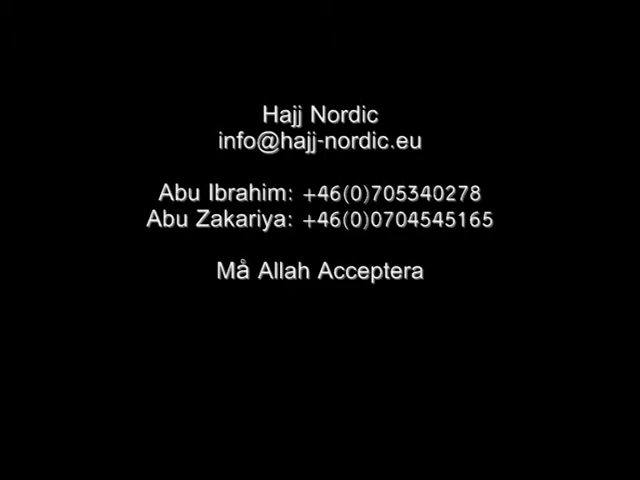 Hajj Nordic
info@hajj-nordic.eu
Abu Ibrahim: +46(0)705340278
Abu Zakariya: +46(0)0704545165
Må Allah Acceptera